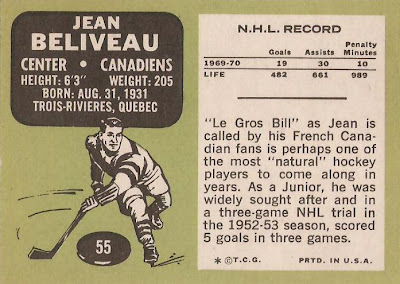 JEAN
BELIVEAU
CENTER • CANADIENS
HEIGHT: 6'3" WEIGHT: 205
BORN: AUG. 31, 1931
TROIS-RIVIERES, QUEBEC
55
N.H.L. RECORD
Goals Assists Penalty Minutes
1969-70 19 30 10
LIFE 482 661 989
"Le Gros Bill" as Jean is
called by his French Cana-
dian fans is perhaps one of
the most "natural" hockey
players to come along in
years. As a Junior, he was
widely sought after and in
a three-game NHL trial in
the 1952-53 season, scored
5 goals in three games.
* © T.C.G. PRTD. IN U.S.A.